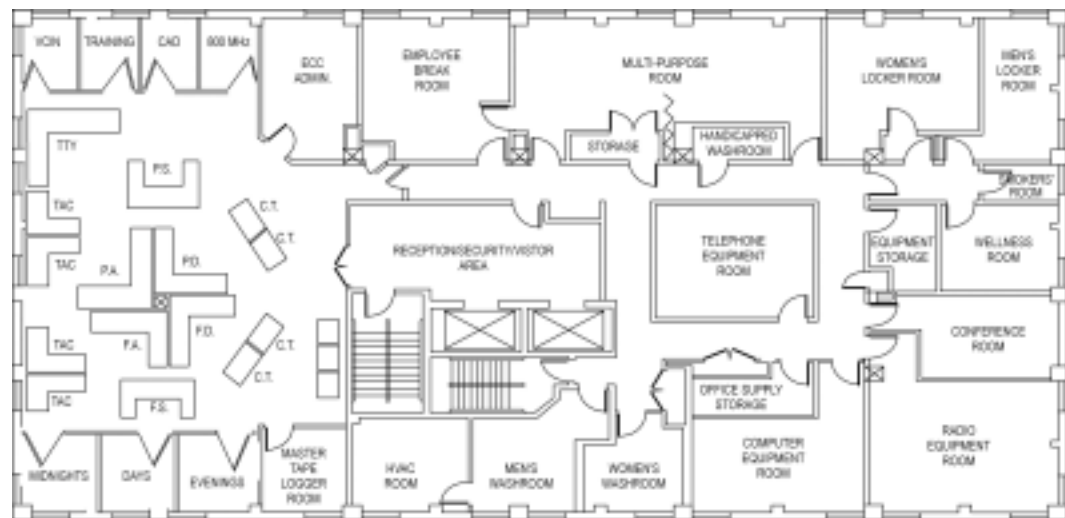 VCIN
TRAINING
CAD
800 MHz
ECC
ADMIN.
EMPLOYEE
BREAK
ROOM
MULTI-PURPOSE
ROOM
WOMEN'S
LOCKER ROOM
MEN'S
LOCKER
ROOM
TTY
P.S.
STORAGE
HANDICAPPED
WASHROOM
SMOKERS'
ROOM
TAC
C.T.
C.T.
RECEPTION/SECURITY/VISTOR
AREA
TELEPHONE
EQUIPMENT
ROOM
EQUIPMENT
STORAGE
WELLNESS
ROOM
TAC
P.A.
P.D.
TAC
F.A.
F.D.
C.T.
C.T.
CONFERENCE
ROOM
TAC
F.S.
OFFICE SUPPLY
STORAGE
MIDNIGHTS
DAYS
EVENINGS
MASTER
TAPE
LOGGER
ROOM
HVAC
ROOM
MEN'S
WASHROOM
WOMEN'S
WASHROOM
COMPUTER
EQUIPMENT
ROOM
RADIO
EQUIPMENT
ROOM